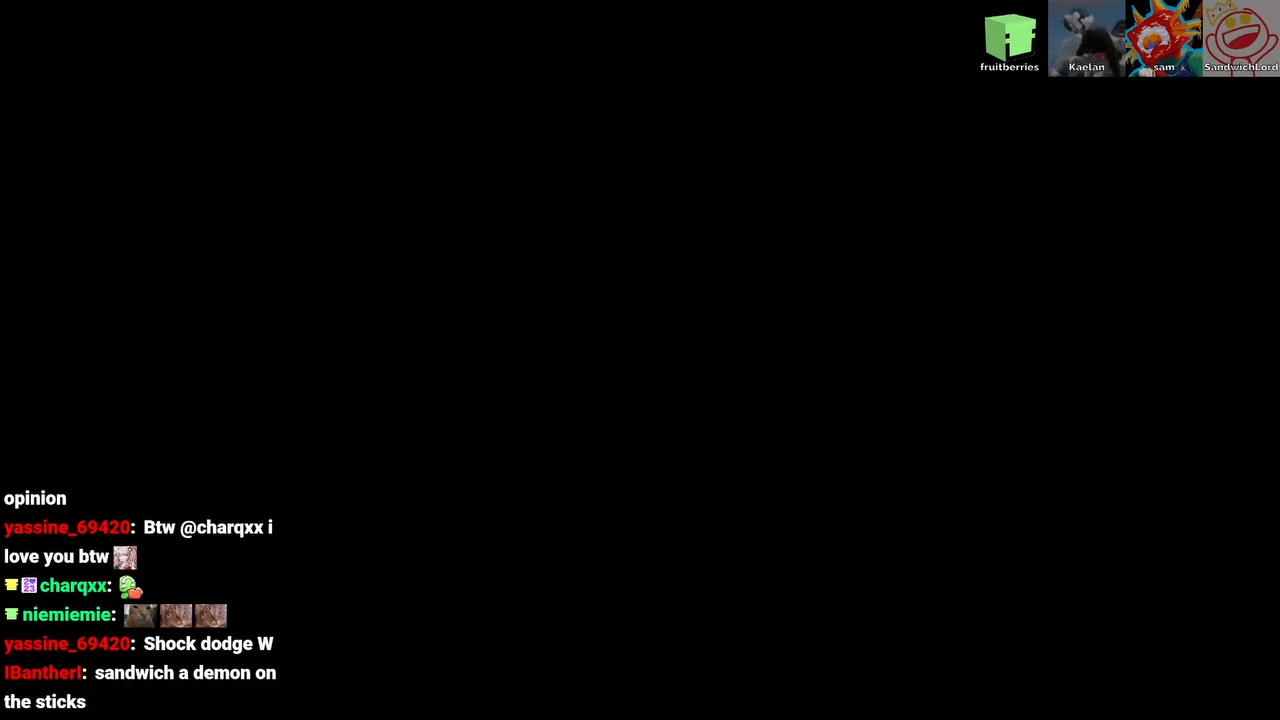 fruitberries Kaelan sam SandwichLord
opinion
yassine_69420: Btw @charqxx i
love you btw
charqxx:
niemiemie:
yassine_69420: Shock dodge W
IBantherI: sandwich a demon on
the sticks